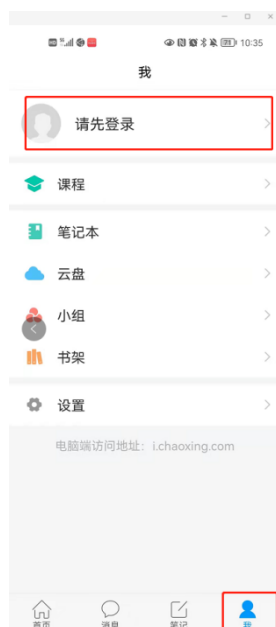 10:35
我
请先登录
课程
笔记本
云盘
小组
书架
设置
电脑端访问地址: i.chaoxing.com
首页 消息 笔记 我